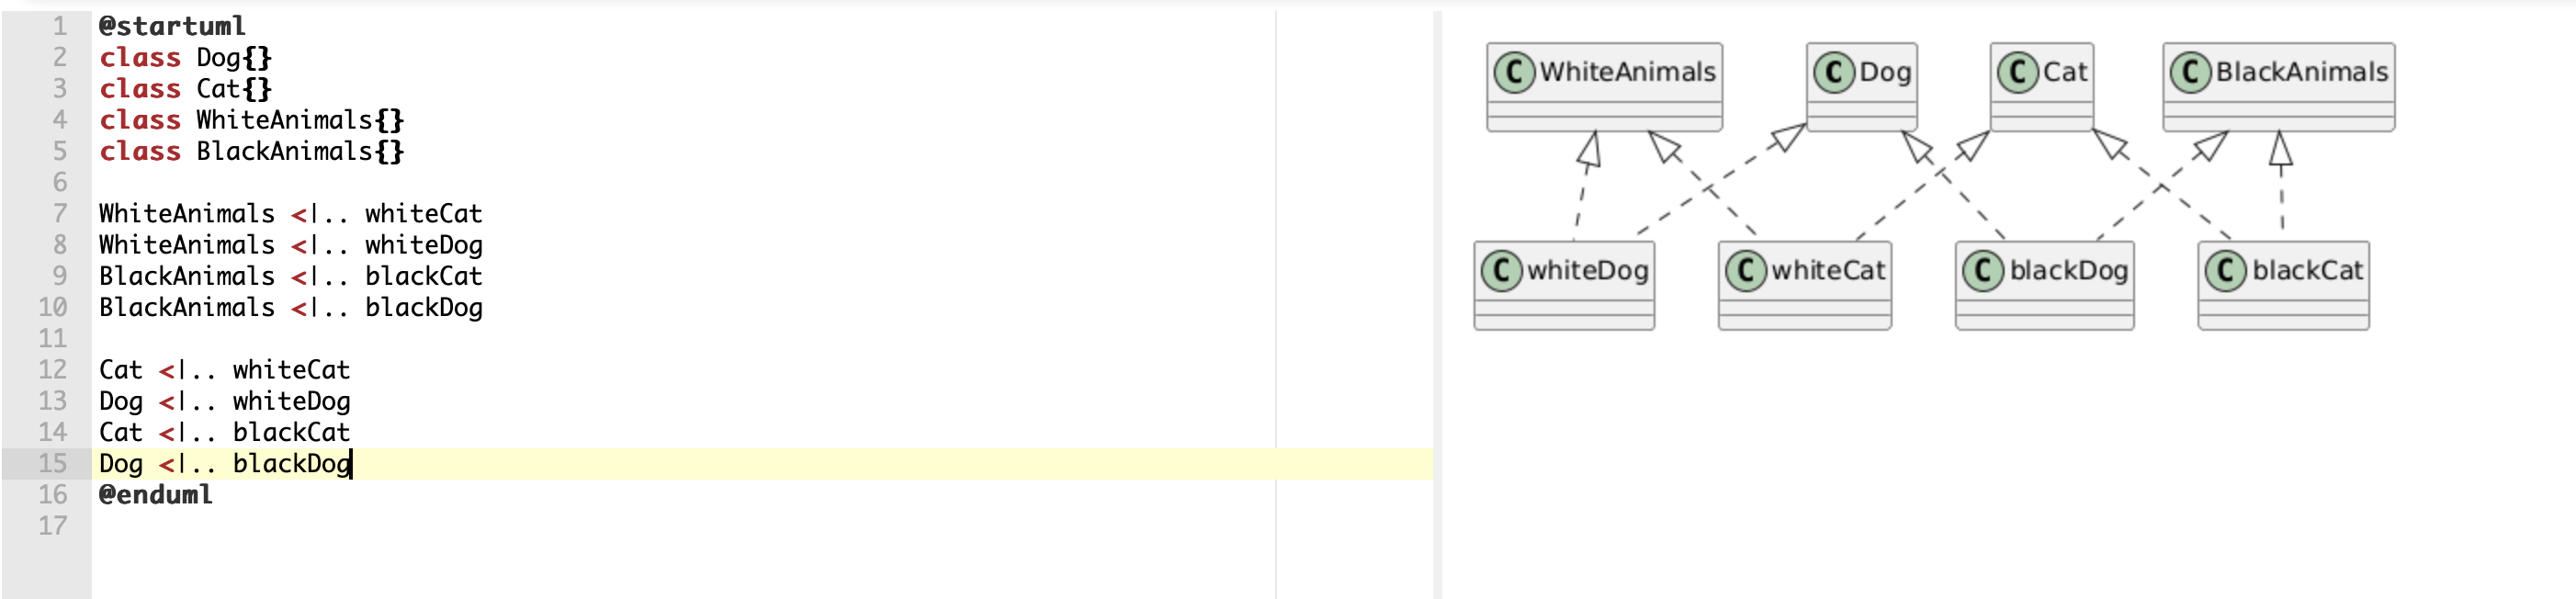 1 @startuml
2 class Dog{}
3 class Cat{}
4 class WhiteAnimals{}
5 class BlackAnimals{}
6
7 WhiteAnimals <|.. whiteCat
8 WhiteAnimals <|.. whiteDog
9 BlackAnimals <|.. blackCat
10 BlackAnimals <|.. blackDog
11
12 Cat <|.. whiteCat
13 Dog <|.. whiteDog
14 Cat <|.. blackCat
15 Dog <|.. blackDog
16 @enduml
17
C WhiteAnimals
C Dog
C Cat
C BlackAnimals
C whiteDog
C whiteCat
C blackDog
C blackCat